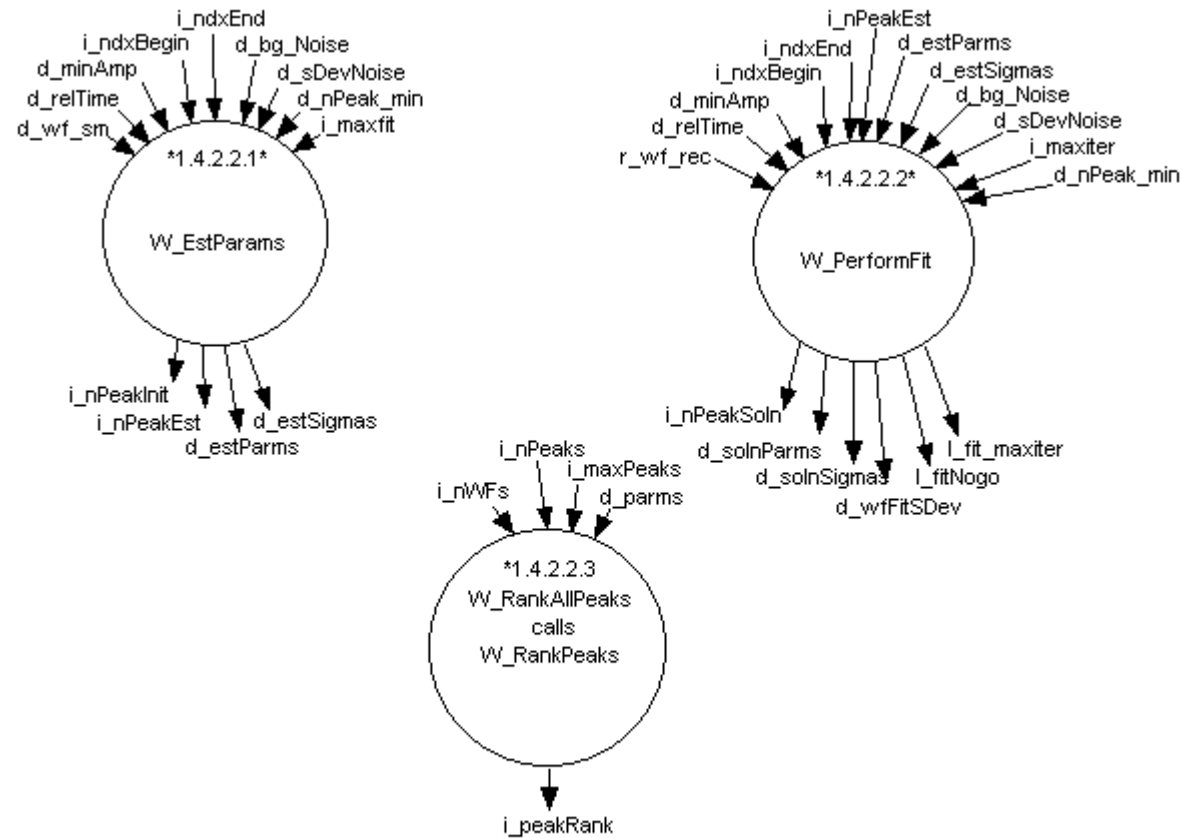 i_ndxEnd
i_ndxBegin
d_bg_Noise
d_minAmp
d_sDevNoise
d_relTime
d_nPeak_min
d_wf_sm
i_maxfit
*1.4.2.2.1*
W_EstParams
i_nPeakInit
i_nPeakEst
d_estParms
d_estSigmas
i_nPeakEst
i_ndxEnd
d_estParms
i_ndxBegin
d_estSigmas
d_minAmp
d_bg_Noise
d_relTime
d_sDevNoise
r_wf_rec
i_maxiter
d_nPeak_min
*1.4.2.2.2*
W_PerformFit
i_nPeakSoln
d_solnParms
d_solnSigmas
d_wfFitSDev
l_fitNogo
l_fit_maxiter
i_nPeaks
i_maxPeaks
i_nWFs
d_parms
*1.4.2.2.3
W_RankAllPeaks
calls
W_RankPeaks
i_peakRank